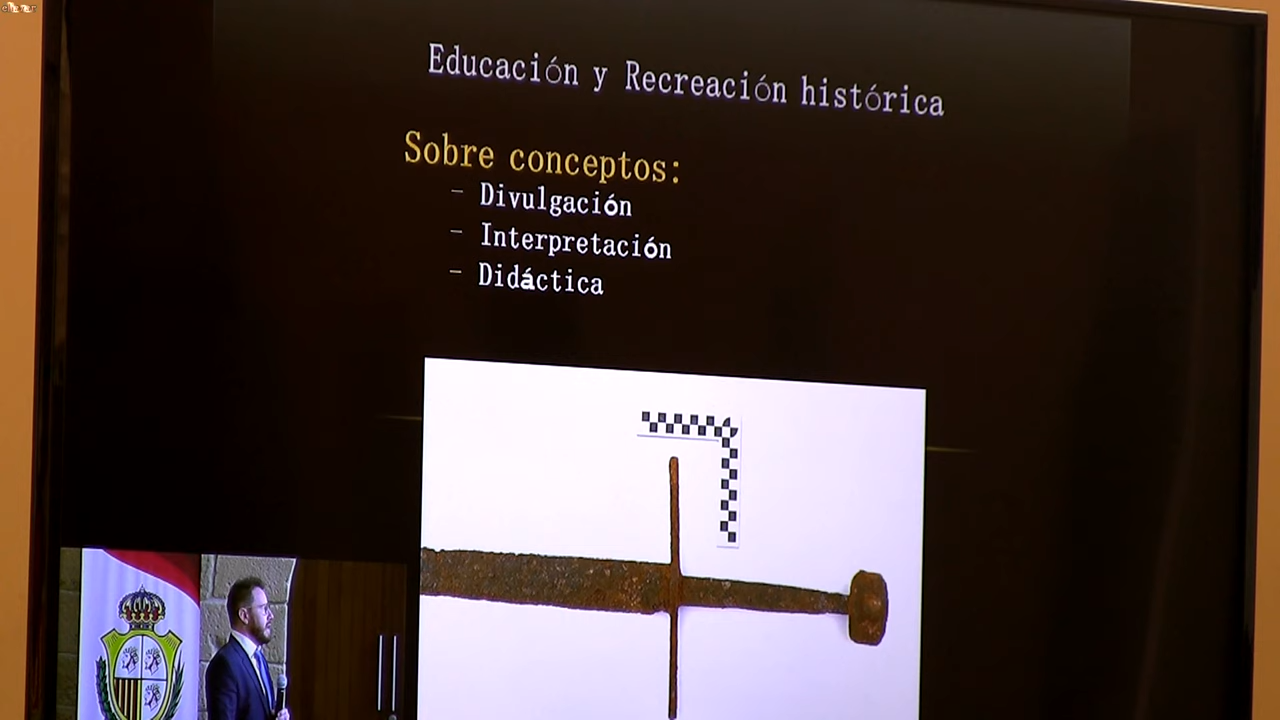 Educación y Recreación histórica
Sobre conceptos:
- Divulgación
- Interpretación
- Didáctica